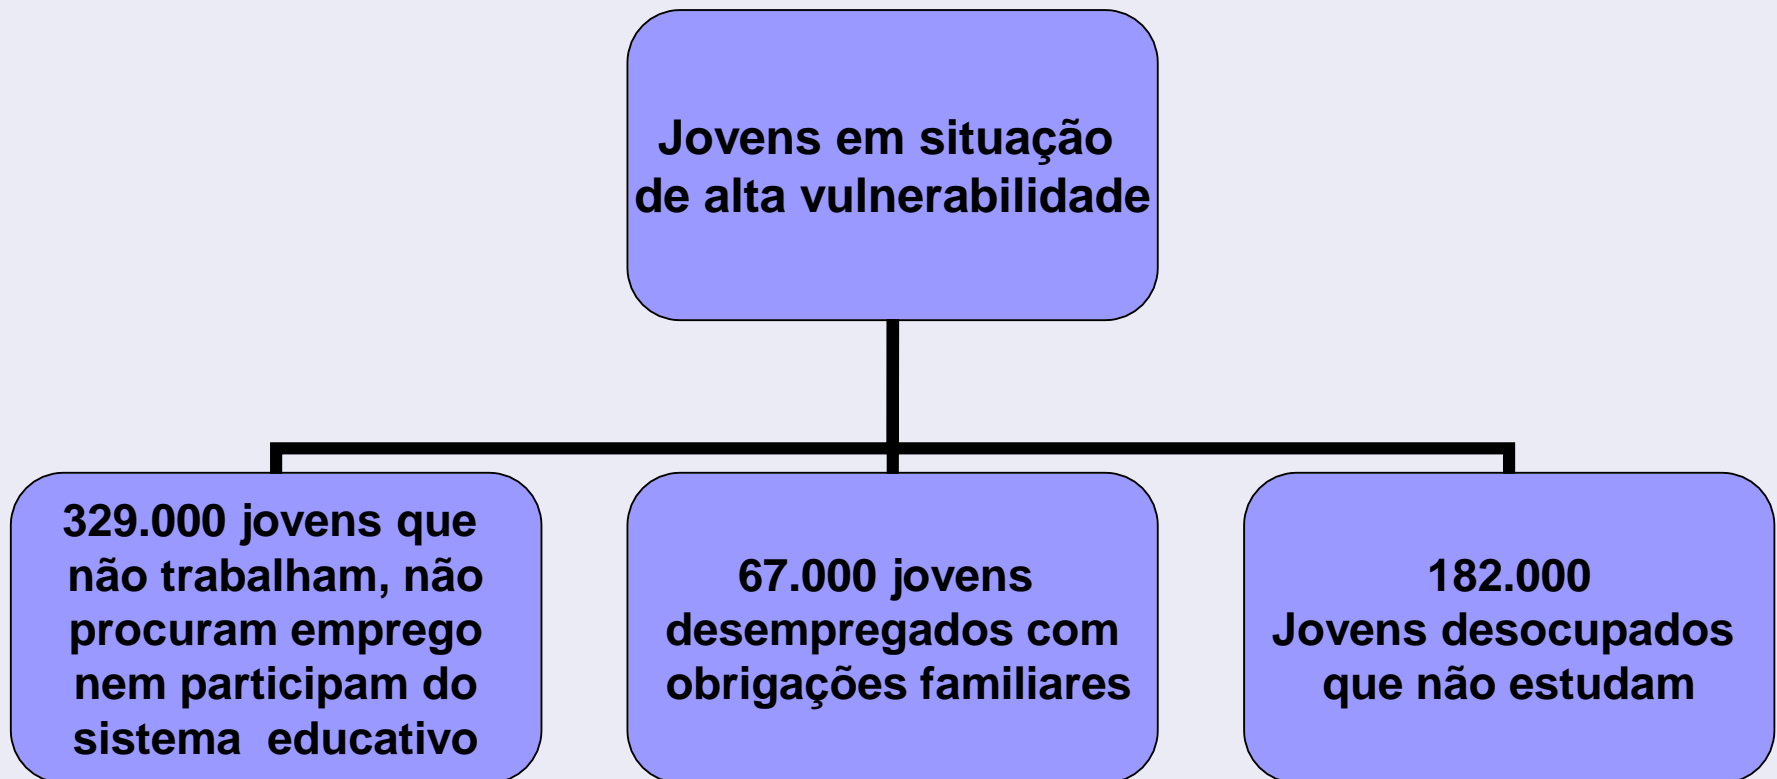 Jovens em situação
de alta vulnerabilidade
329.000 jovens que
não trabalham, não
procuram emprego
nem participam do
sistema educativo
67.000 jovens
desempregados com
obrigações familiares
182.000
Jovens desocupados
que não estudam